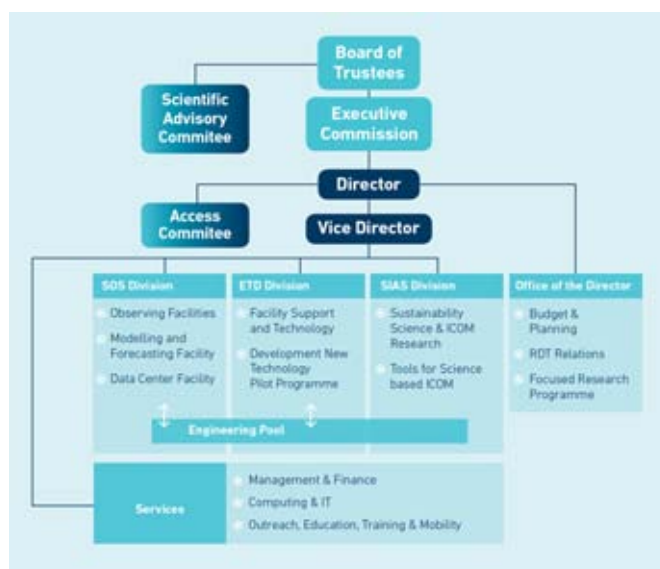 Board of
Trustees
Scientific
Advisory
Commitee
Executive
Commission
Director
Access
Commitee
Vice Director
SOS Division
Observing Facilities
Modelling and
Forecasting Facility
Data Center Facility
ETD Division
Facility Support
and Technology
Development New
Technology
Pilot Programme
SIAS Division
Sustainability
Science & ICOM
Research
Tools for Science
based ICOM
Office of the Director
Budget &
Planning
RDT Relations
Focused Research
Programme
Engineering Pool
Services
Management & Finance
Computing & IT
Outreach, Education, Training & Mobility